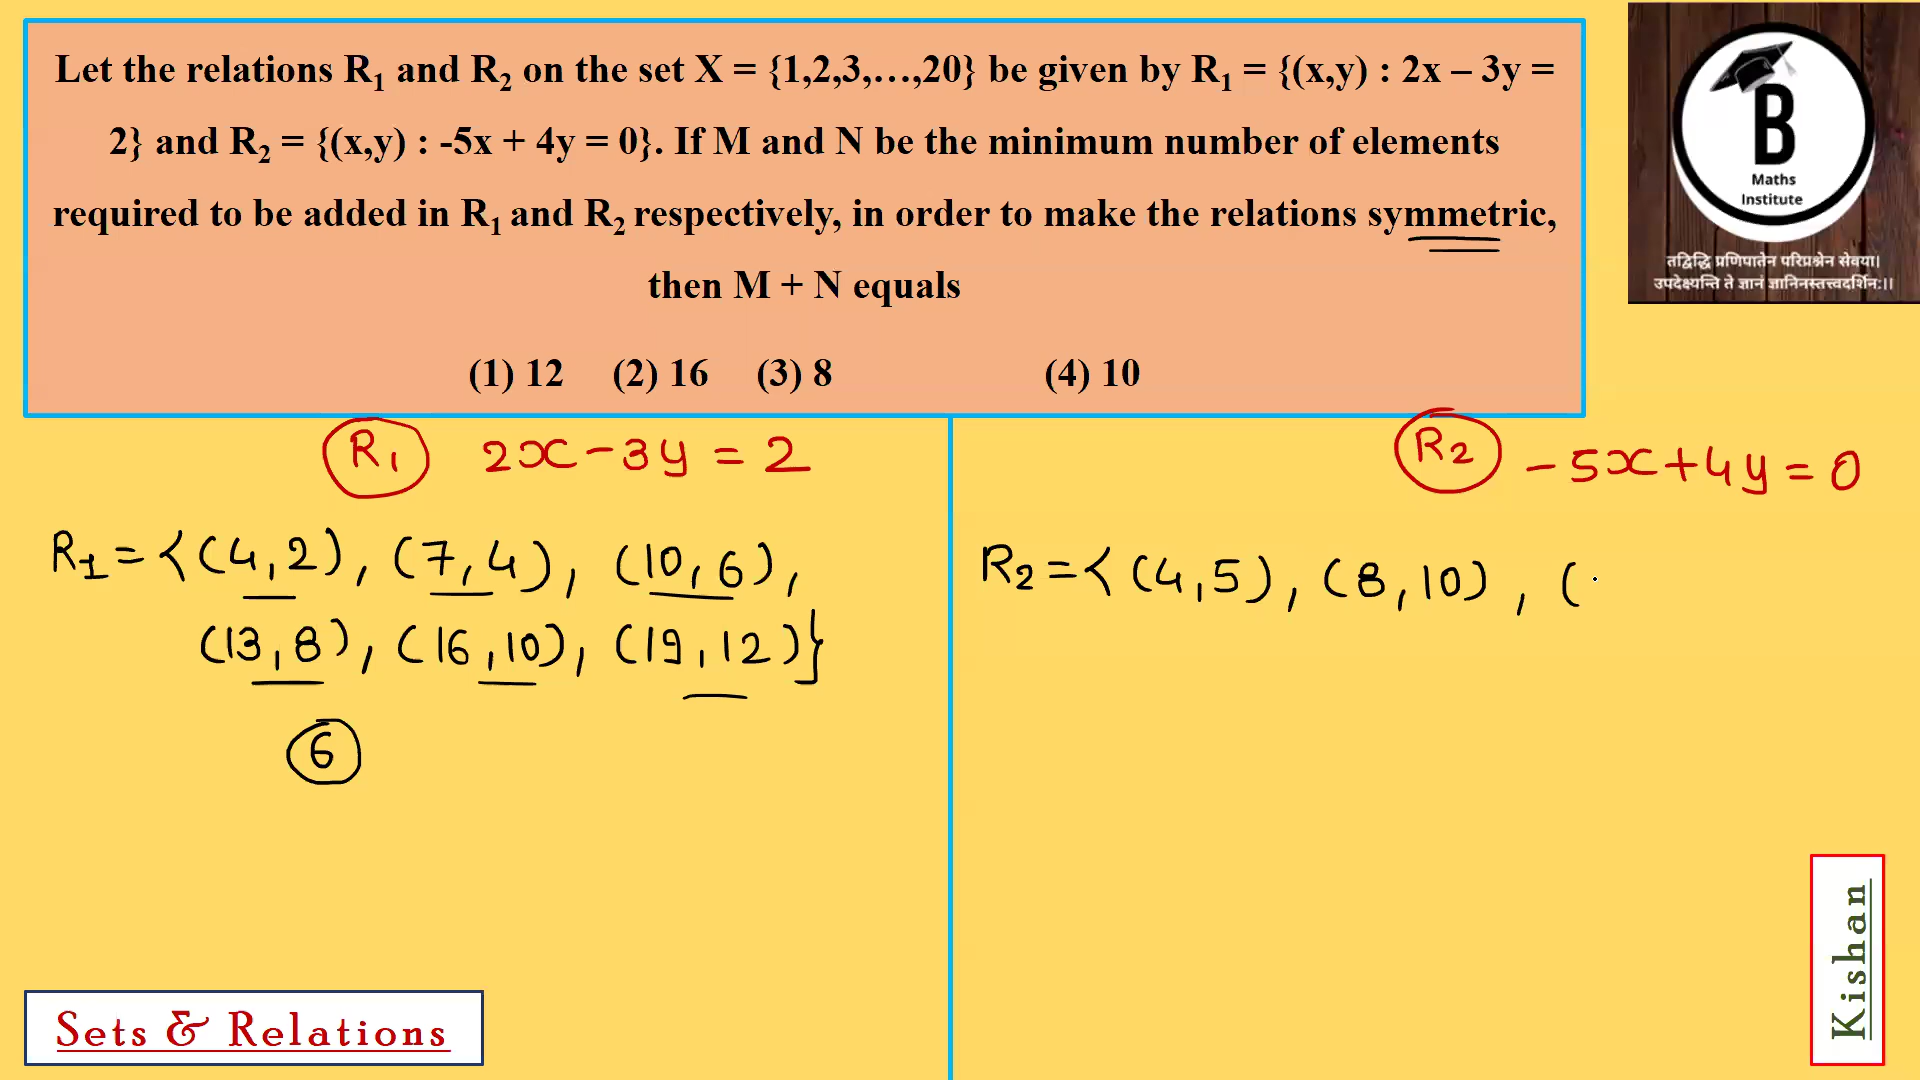 Let the relations R₁ and R₂ on the set X = {1,2,3,…,20} be given by R₁ = {(x,y) : 2x – 3y =
2} and R₂ = {(x,y) : -5x + 4y = 0}. If M and N be the minimum number of elements
required to be added in R₁ and R₂ respectively, in order to make the relations symmetric,
then M + N equals
(1) 12 (2) 16 (3) 8 (4) 10
B
Maths
Institute
तद्विद्धि प्रणिपातेन परिप्रश्नेन सेवया।
उपदेक्ष्यन्ति ते ज्ञानं ज्ञानिनस्तत्त्वदर्शिनः।।
R₁ 2x - 3y = 2
R₁ = {(4,2), (7,4), (10,6),
(13,8), (16,10), (19,12)}
6
R₂ -5x + 4y = 0
R₂ = {(4,5), (8,10), (
Sets & Relations
Kishan